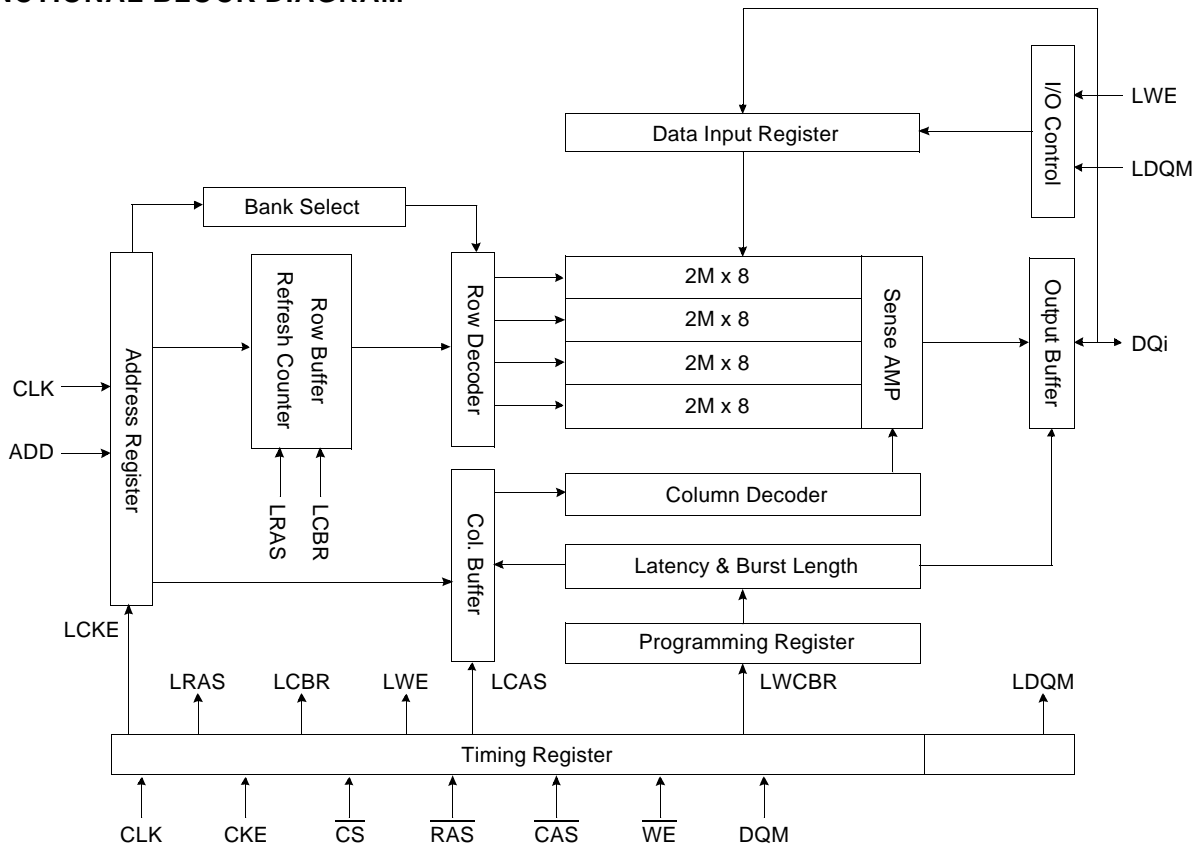 NCTIONAL BLOCK DIAGRAM
I/O Control
LWE
LDQM
Data Input Register
Bank Select
Address Register
CLK
ADD
Refresh Counter
Row Buffer
LRAS
LCBR
Row Decoder
2M x 8
2M x 8
2M x 8
2M x 8
Sense AMP
Output Buffer
DQi
Col. Buffer
Column Decoder
Latency & Burst Length
Programming Register
LCKE
LRAS
LCBR
LWE
LCAS
LWCBR
LDQM
Timing Register
CLK
CKE
CS
RAS
CAS
WE
DQM